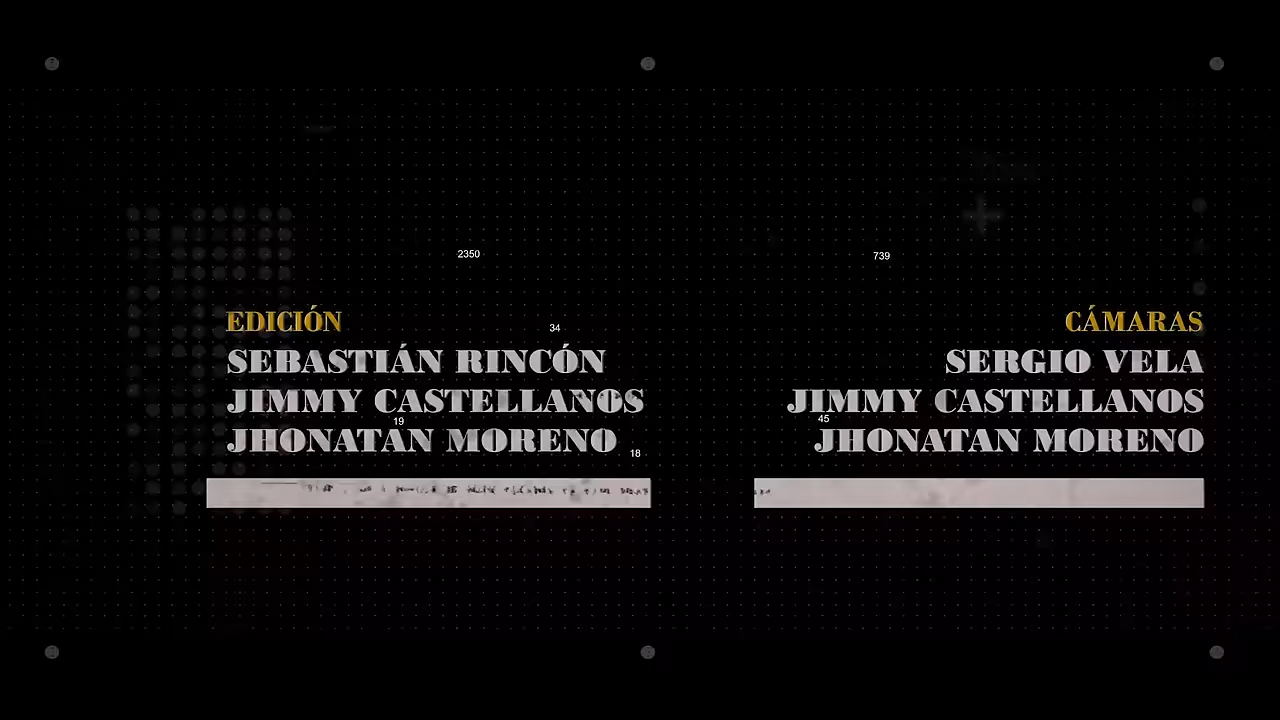 2350
739
EDICIÓN
34
SEBASTIÁN RINCÓN
JIMMY CASTELLANOS
19
JHONATAN MORENO
18
CÁMARAS
SERGIO VELA
JIMMY CASTELLANOS
45
JHONATAN MORENO